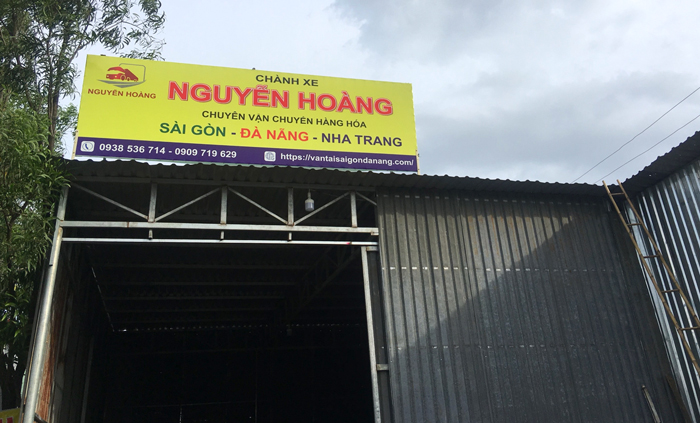 CHÀNH XE
NGUYỄN HOÀNG
NGUYỄN HOÀNG
CHUYÊN VẬN CHUYỂN HÀNG HÓA
SÀI GÒN - ĐÀ NẴNG - NHA TRANG
0938 536 714 - 0909 719 629
https://vantaisaigondanang.com/